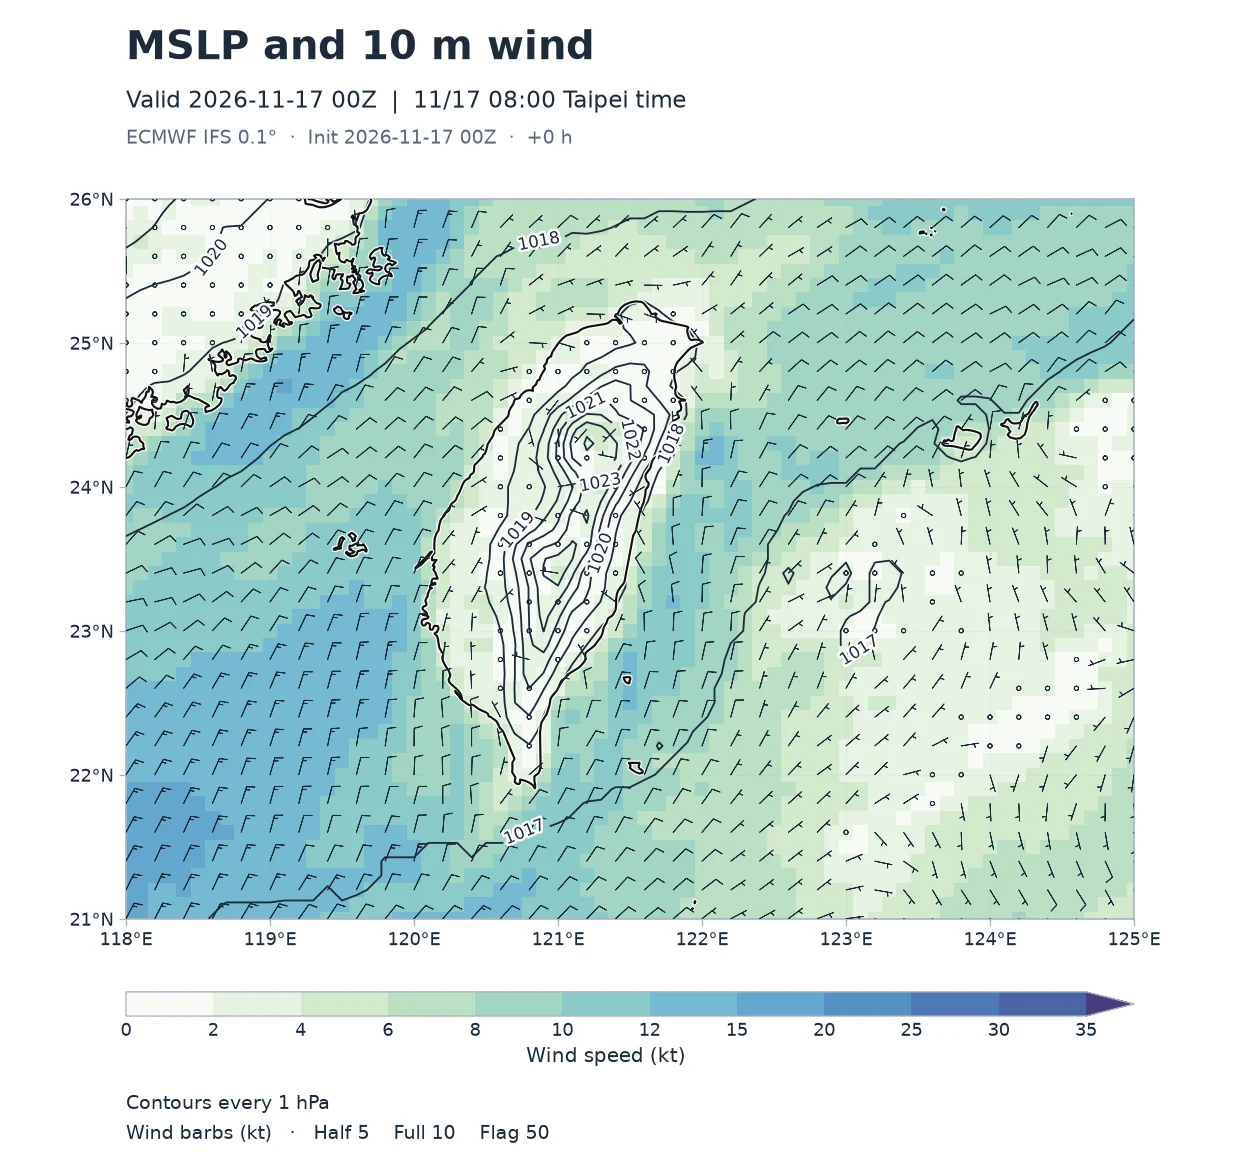 MSLP and 10 m wind
Valid 2026-11-17 00Z | 11/17 08:00 Taipei time
ECMWF IFS 0.1° · Init 2026-11-17 00Z · +0 h
26°N
25°N
24°N
23°N
22°N
21°N
1020
1019
1018
1021
1022
1018
1023
1019
1020
1017
1017
118°E 119°E 120°E 121°E 122°E 123°E 124°E 125°E
0 2 4 6 8 10 12 15 20 25 30 35
Wind speed (kt)
Contours every 1 hPa
Wind barbs (kt) · Half 5 Full 10 Flag 50